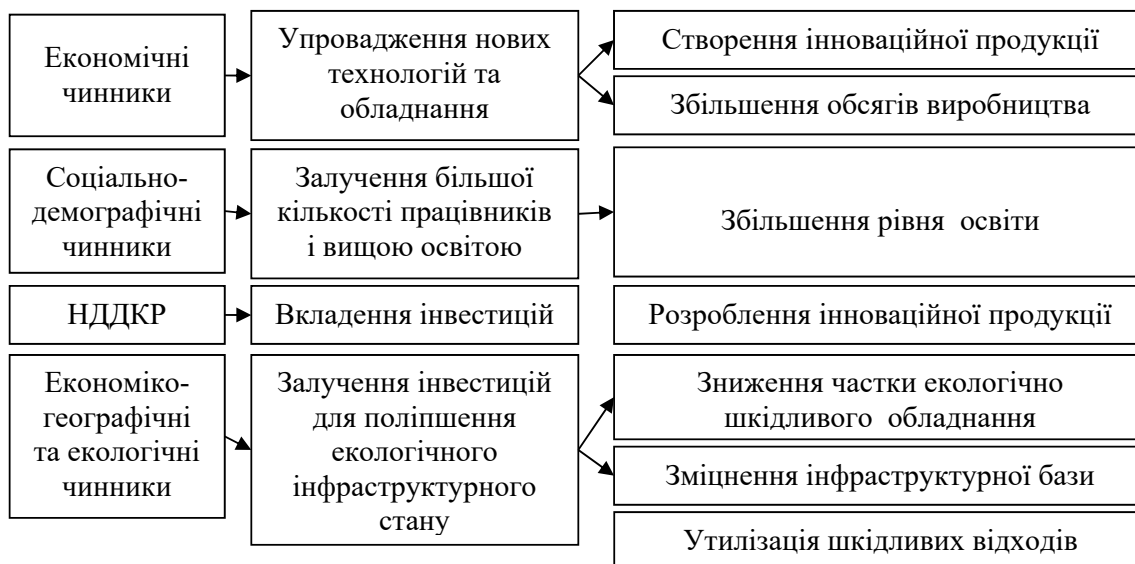 Економічні
чинники
Упровадження нових
технологій та
обладнання
Створення інноваційної продукції
Збільшення обсягів виробництва
Соціально-
демографічні
чинники
Залучення більшої
кількості працівників
і вищою освітою
Збільшення рівня освіти
НДДКР
Вкладення інвестицій
Розроблення інноваційної продукції
Економіко-
географічні
та екологічні
чинники
Залучення інвестицій
для поліпшення
екологічного
інфраструктурного
стану
Зниження частки екологічно
шкідливого обладнання
Зміцнення інфраструктурної бази
Утилізація шкідливих відходів